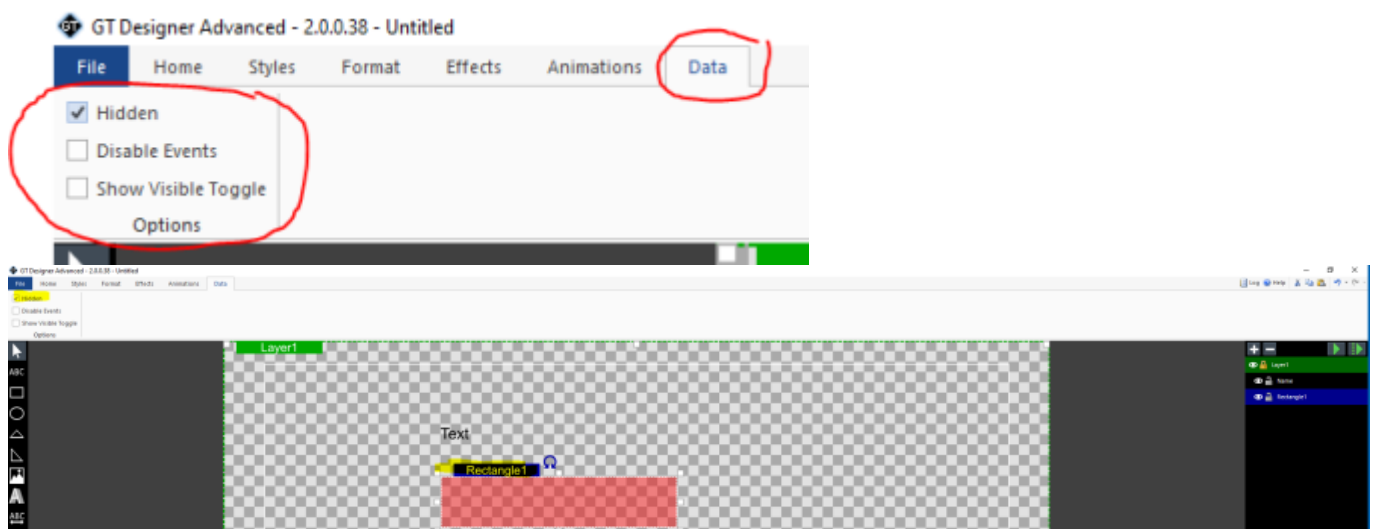 GT Designer Advanced - 2.0.0.38 - Untitled
File Home Styles Format Effects Animations Data
Hidden
Disable Events
Show Visible Toggle
Options
GT Designer Advanced - 2.0.0.38 - Untitled
File Home Styles Format Effects Animations Data
Log Help
Hidden
Disable Events
Show Visible Toggle
Options
Layer1
ABC
Layer1
Name
Rectangle1
Text
Rectangle1
A
ABC